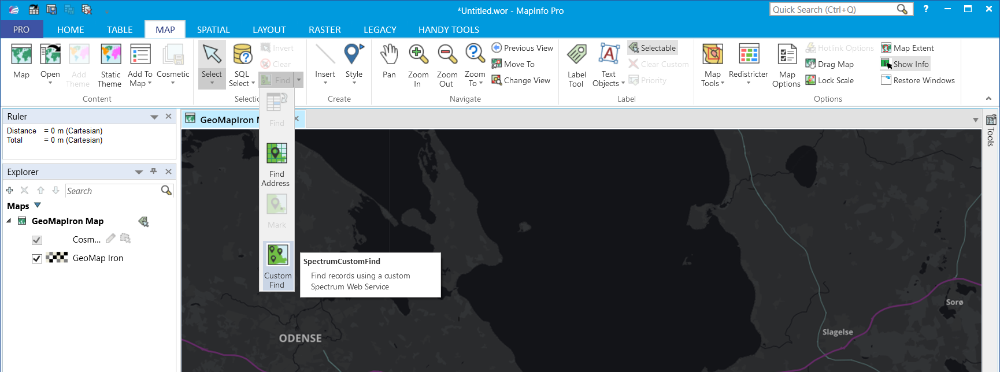 *Untitled.wor - MapInfo Pro
Quick Search (Ctrl+Q)
?
PRO HOME TABLE MAP SPATIAL LAYOUT RASTER LEGACY HANDY TOOLS
Map
Open
Add
Theme
Static
Theme
Add To
Map
Cosmetic
Content
Select
SQL
Select
Invert
Clear
Find
Insert
Style
Create
Pan
Zoom
In
Zoom
Out
Zoom
To
Previous View
Move To
Change View
Navigate
Label
Tool
Text
Objects
Selectable
Clear Custom
Priority
Label
Map
Tools
Redistricter
Map
Options
Hotlink Options
Drag Map
Lock Scale
Map Extent
Show Info
Restore Windows
Options
Ruler
Distance = 0 m (Cartesian)
Total = 0 m (Cartesian)
Explorer
Search
Maps
GeoMapIron Map
Cosm...
GeoMap Iron
GeoMapIron
Find
Find
Address
Mark
Custom
Find
SpectrumCustomFind
Find records using a custom
Spectrum Web Service
Tools
Sorø
Slagelse
ODENSE